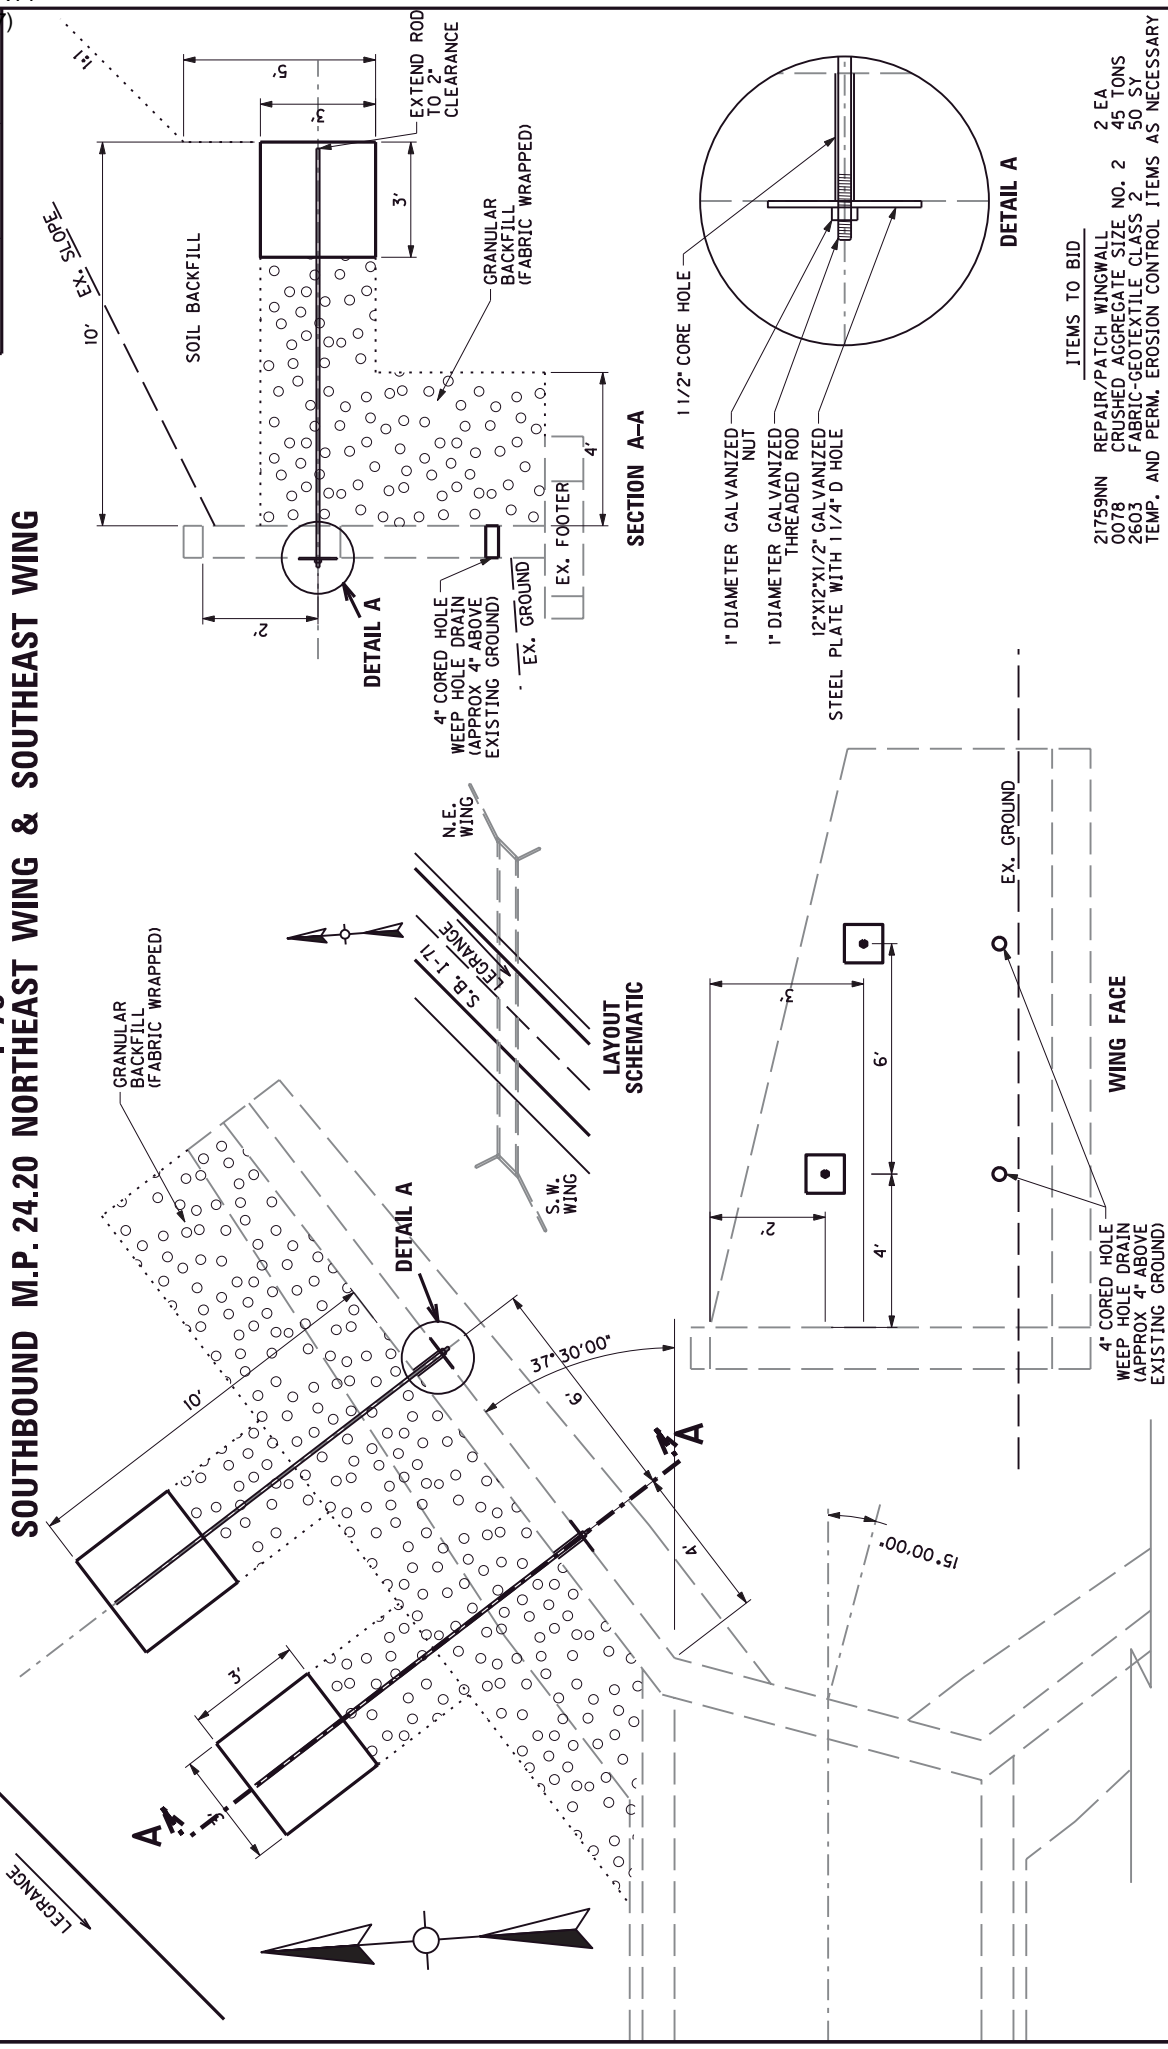 SOUTHBOUND M.P. 24.20 NORTHEAST WING & SOUTHEAST WING
LEGRANGE
A
A
3'
3'
10'
GRANULAR
BACKFILL
(FABRIC WRAPPED)
DETAIL A
37°30'00"
6'
4'
A
A
15°00'00"
N.E.
WING
LEGRANGE
S.B. I-71
S.W.
WING
LAYOUT
SCHEMATIC
1:1
5'
3'
EXTEND ROD
TO 2"
CLEARANCE
10'
EX. SLOPE
SOIL BACKFILL
3'
GRANULAR
BACKFILL
(FABRIC WRAPPED)
2'
DETAIL A
4" CORED HOLE
WEEP HOLE DRAIN
(APPROX 4" ABOVE
EXISTING GROUND)
EX. GROUND
EX. FOOTER
4'
SECTION A-A
2'
3'
4'
6'
EX. GROUND
4" CORED HOLE
WEEP HOLE DRAIN
(APPROX 4" ABOVE
EXISTING GROUND)
WING FACE
1 1/2" CORE HOLE
1" DIAMETER GALVANIZED
NUT
1" DIAMETER GALVANIZED
THREADED ROD
12"X12"X1/2" GALVANIZED
STEEL PLATE WITH 1 1/4" D HOLE
DETAIL A
ITEMS TO BID
21759NN REPAIR/PATCH WINGWALL 2 EA
0078 CRUSHED AGGREGATE SIZE NO. 2 45 TONS
2603 FABRIC-GEOTEXTILE CLASS 2 50 SY
TEMP. AND PERM. EROSION CONTROL ITEMS AS NECESSARY